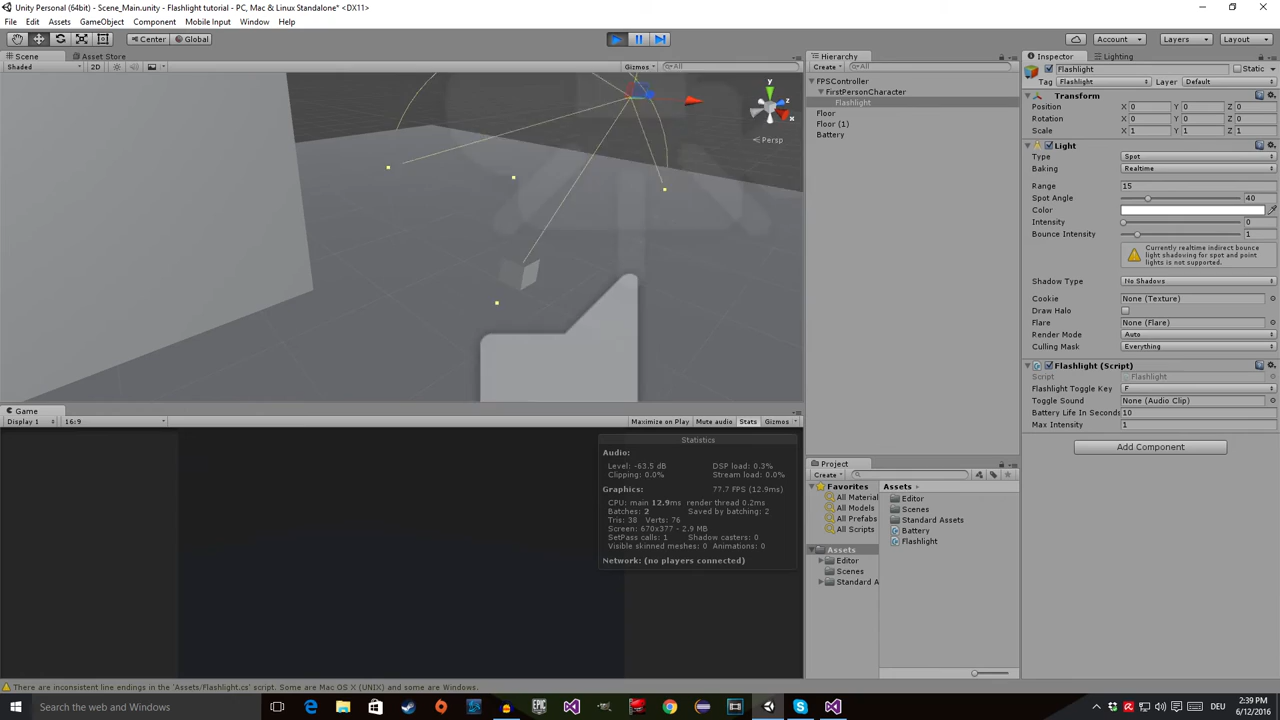 Unity Personal (64bit) - Scene_Main.unity - Flashlight tutorial - PC, Mac & Linux Standalone* <DX11>
File Edit Assets GameObject Component Mobile Input Window Help
Center Global Account Layers Layout
Scene Asset Store
Shaded 2D Gizmos All
y
z
x
Persp
Hierarchy
Create All
FPSController
FirstPersonCharacter
Flashlight
Floor
Floor (1)
Battery
Inspector Lighting
Flashlight Static
Tag Flashlight Layer Default
Transform
Position X 0 Y 0 Z 0
Rotation X 0 Y 0 Z 0
Scale X 1 Y 1 Z 1
Light
Type Spot
Baking Realtime
Range 15
Spot Angle 40
Color
Intensity 0
Bounce Intensity 1
Currently realtime indirect bounce
light shadowing for spot and point
lights is not supported.
Shadow Type No Shadows
Cookie None (Texture)
Draw Halo
Flare None (Flare)
Render Mode Auto
Culling Mask Everything
Flashlight (Script)
Script Flashlight
Flashlight Toggle Key F
Toggle Sound None (Audio Clip)
Battery Life In Seconds 10
Max Intensity 1
Add Component
Game
Display 1 16:9 Maximize on Play Mute audio Stats Gizmos
Statistics
Audio:
Level: -63.5 dB DSP load: 0.3%
Clipping: 0.0% Stream load: 0.0%
Graphics: 77.7 FPS (12.9ms)
CPU: main 12.9ms render thread 0.2ms
Batches: 2 Saved by batching: 2
Tris: 38 Verts: 76
Screen: 670x377 - 2.9 MB
SetPass calls: 1 Shadow casters: 0
Visible skinned meshes: 0 Animations: 0
Network: (no players connected)
Project
Create
Favorites
All Material
All Models
All Prefabs
All Scripts
Assets
Editor
Scenes
Standard A
Assets
Editor
Scenes
Standard Assets
Battery
Flashlight
There are inconsistent line endings in the 'Assets/Flashlight.cs' script. Some are Mac OS X (UNIX) and some are Windows.
Search the web and Windows
EPIC
DEU
2:39 PM
6/12/2016